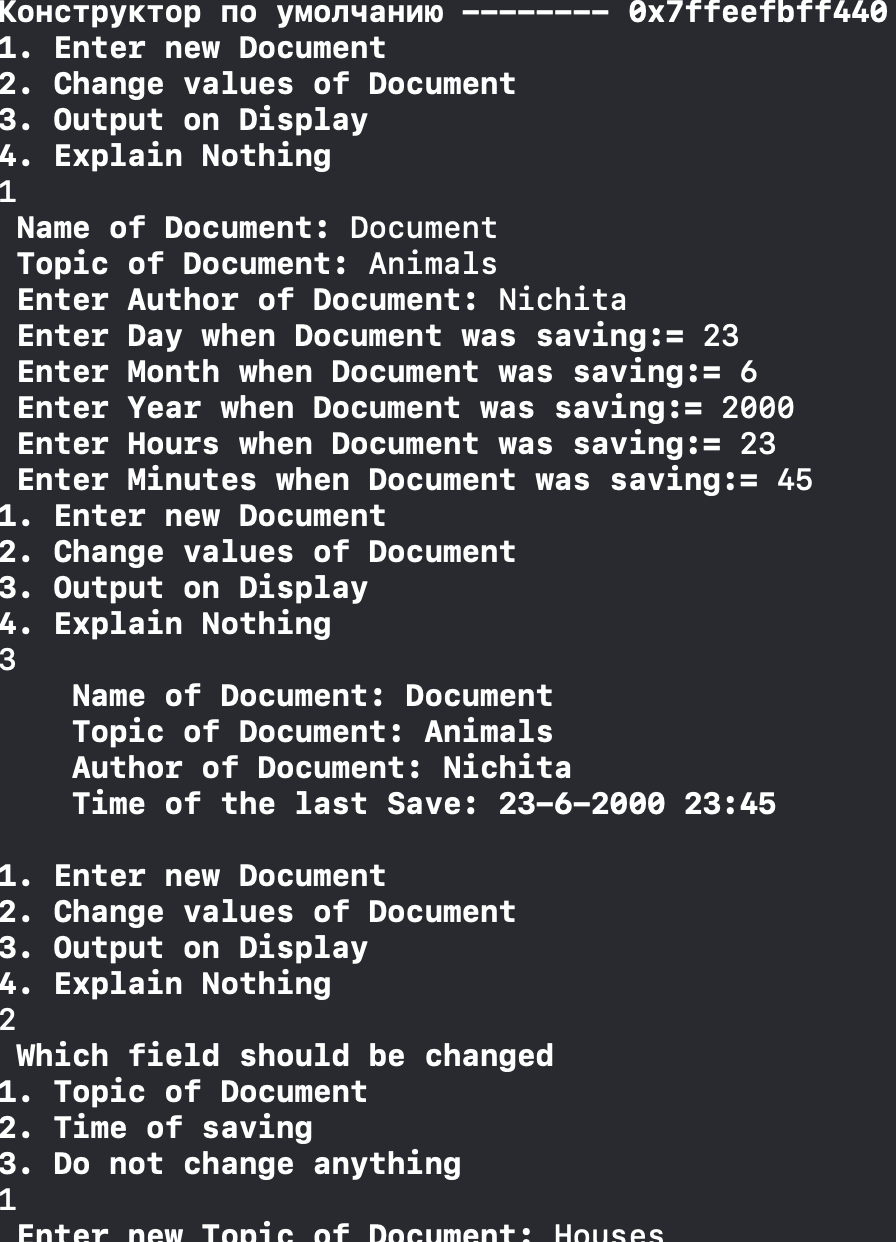 Конструктор по умолчанию -------- 0x7ffeefbff440
1. Enter new Document
2. Change values of Document
3. Output on Display
4. Explain Nothing
1
Name of Document: Document
Topic of Document: Animals
Enter Author of Document: Nichita
Enter Day when Document was saving:= 23
Enter Month when Document was saving:= 6
Enter Year when Document was saving:= 2000
Enter Hours when Document was saving:= 23
Enter Minutes when Document was saving:= 45
1. Enter new Document
2. Change values of Document
3. Output on Display
4. Explain Nothing
3
Name of Document: Document
Topic of Document: Animals
Author of Document: Nichita
Time of the last Save: 23-6-2000 23:45
1. Enter new Document
2. Change values of Document
3. Output on Display
4. Explain Nothing
2
Which field should be changed
1. Topic of Document
2. Time of saving
3. Do not change anything
1
Enter new Topic of Document: Houses